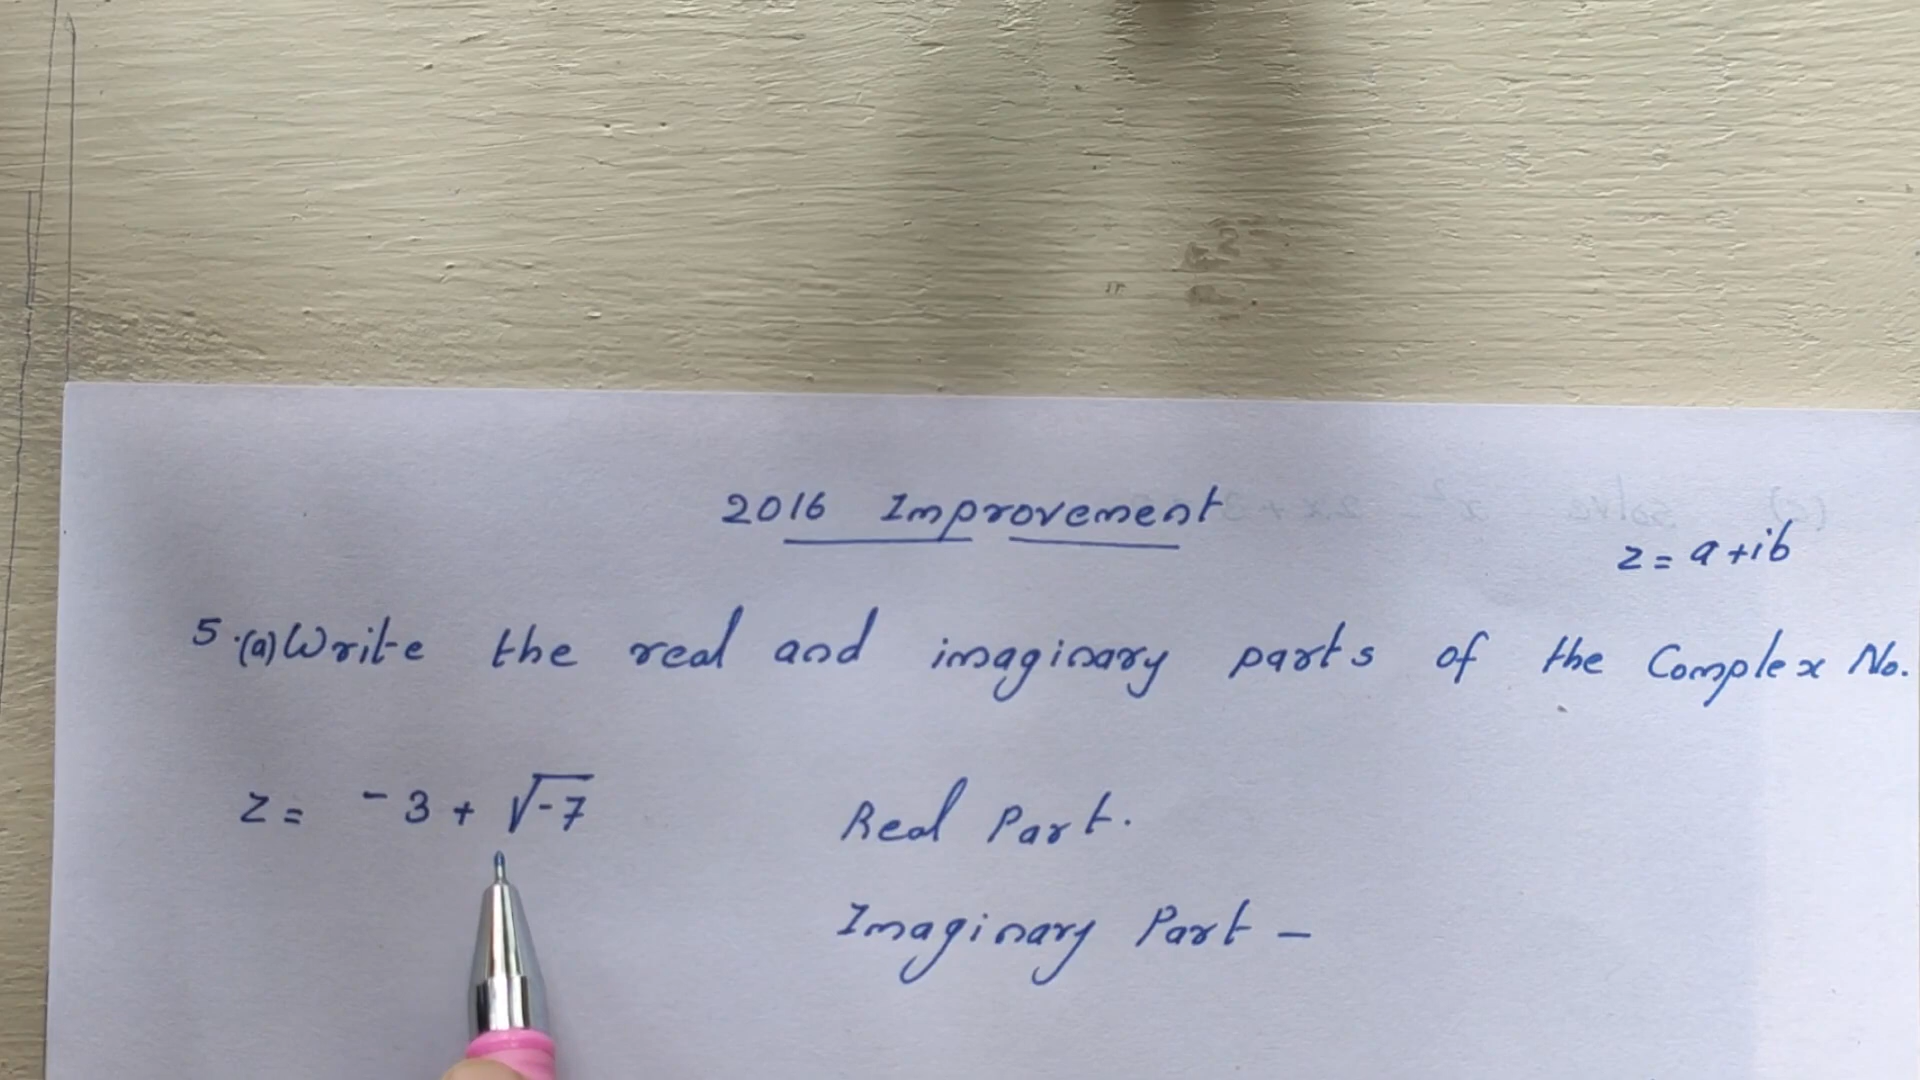 2016 Improvement
z = a + ib
5.(a) Write the real and imaginary parts of the Complex No.
z = -3 + √-7
Real Part.
Imaginary Part -